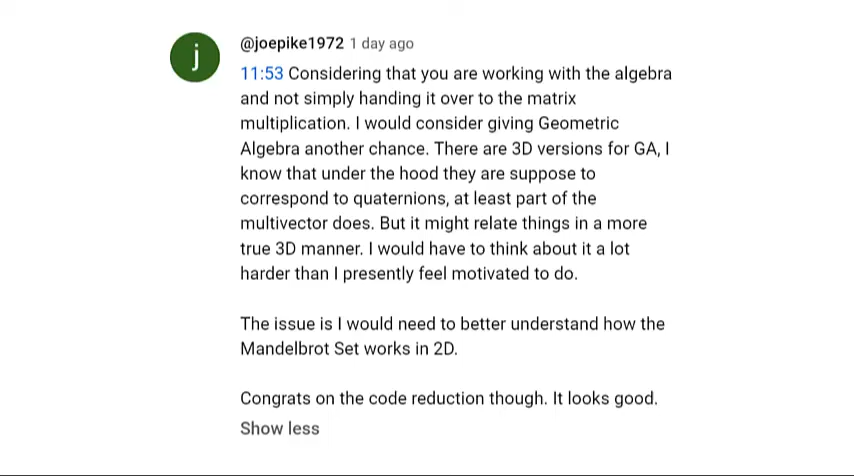 j
@joepike1972 1 day ago
11:53 Considering that you are working with the algebra
and not simply handing it over to the matrix
multiplication. I would consider giving Geometric
Algebra another chance. There are 3D versions for GA, I
know that under the hood they are suppose to
correspond to quaternions, at least part of the
multivector does. But it might relate things in a more
true 3D manner. I would have to think about it a lot
harder than I presently feel motivated to do.
The issue is I would need to better understand how the
Mandelbrot Set works in 2D.
Congrats on the code reduction though. It looks good.
Show less